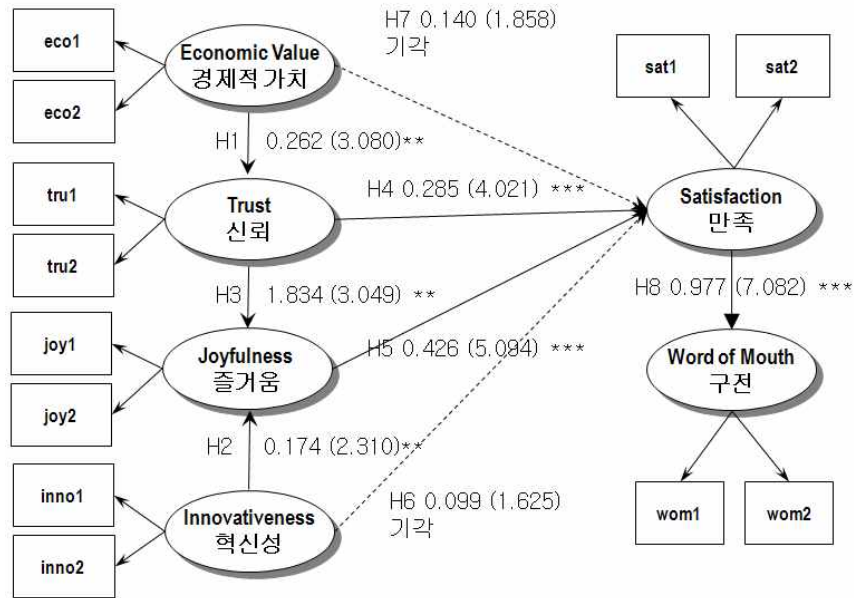 H7 0.140 (1.858)
기각
eco1
eco2
Economic Value
경제적가치
sat1
sat2
H1 0.262 (3.080)**
tru1
tru2
Trust
신뢰
H4 0.285 (4.021) ***
Satisfaction
만족
H3 1.834 (3.049) **
H8 0.977 (7.082) ***
joy1
joy2
Joyfulness
즐거움
H5 0.426 (5.094) ***
Word of Mouth
구전
H2 0.174 (2.310)**
inno1
inno2
Innovativeness
혁신성
H6 0.099 (1.625)
기각
wom1
wom2